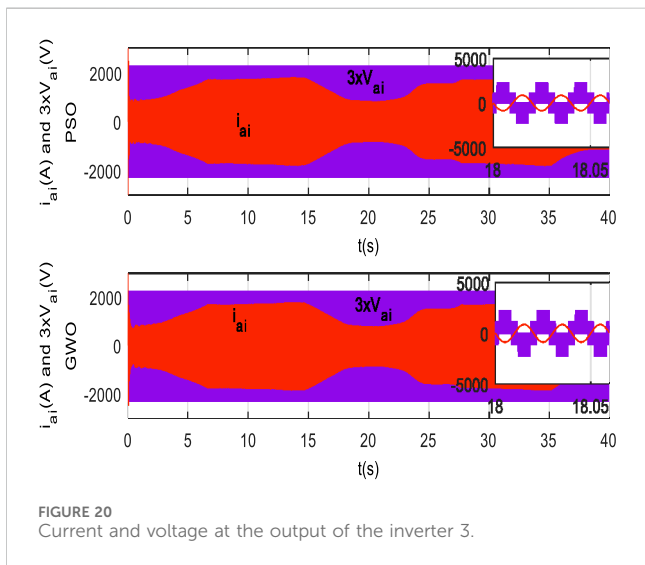 i_ai(A) and 3xV_ai(V)
PSO
2000
0
-2000
3xV_ai
i_ai
5000
0
-5000
18 18.05
0 5 10 15 20 25 30 35 40
t(s)
i_ai(A) and 3xV_ai(V)
GWO
2000
0
-2000
i_ai
3xV_ai
5000
0
-5000
18 18.05
0 5 10 15 20 25 30 35 40
t(s)
FIGURE 20
Current and voltage at the output of the inverter 3.